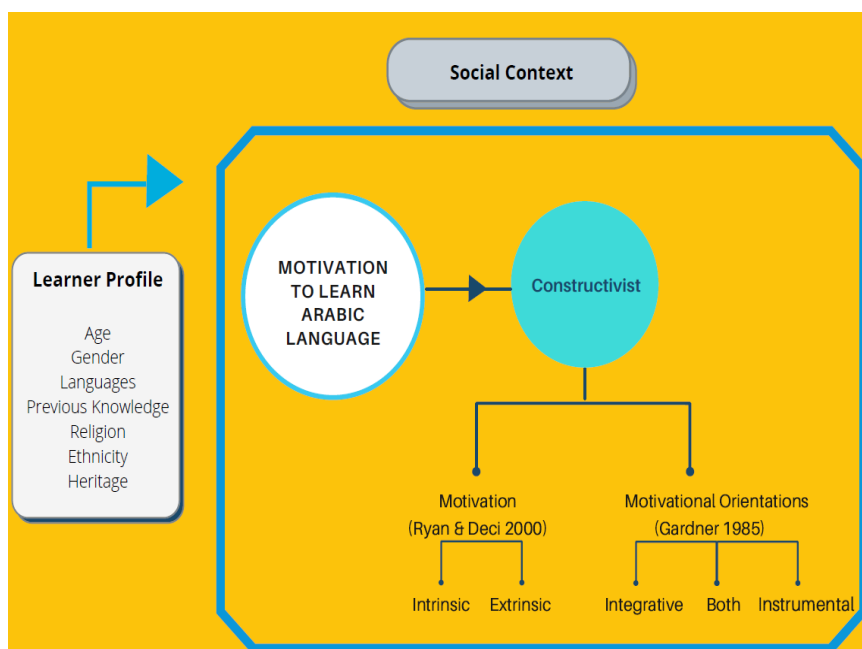 Social Context
Learner Profile
Age
Gender
Languages
Previous Knowledge
Religion
Ethnicity
Heritage
MOTIVATION
TO LEARN
ARABIC
LANGUAGE
Constructivist
Motivation
(Ryan & Deci 2000)
Intrinsic Extrinsic
Motivational Orientations
(Gardner 1985)
Integrative Both Instrumental